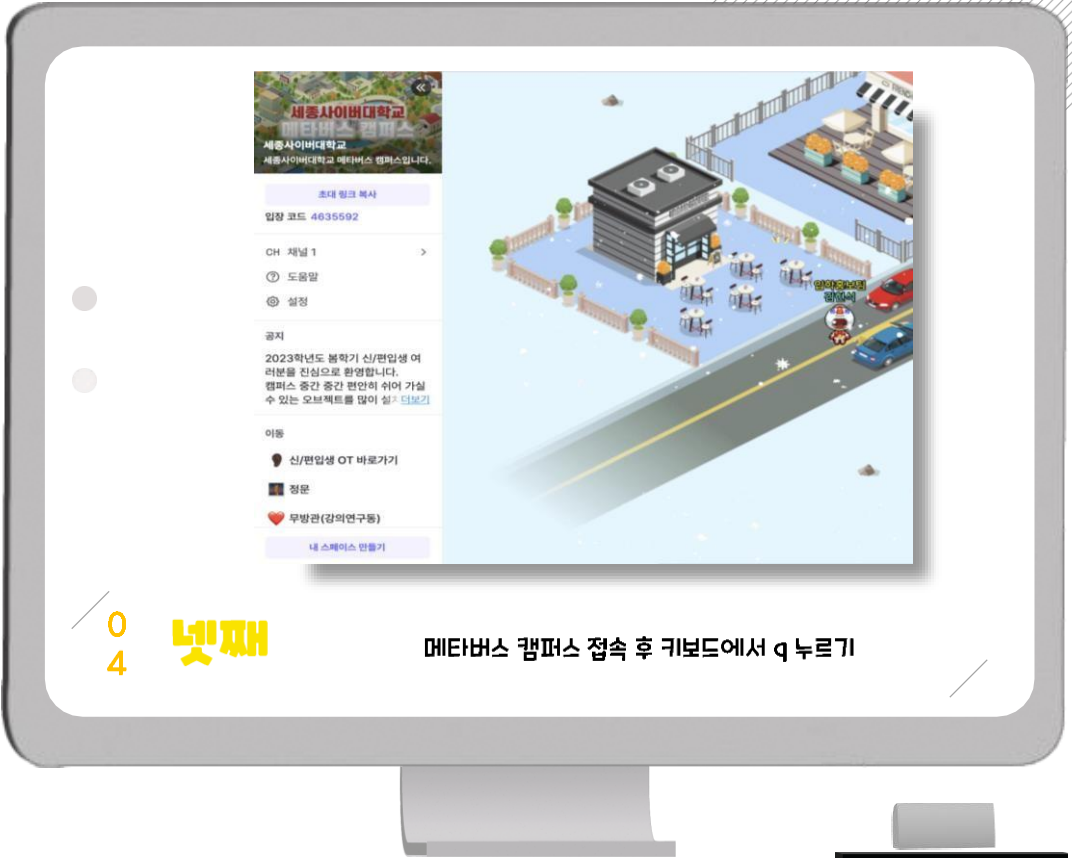 세종사이버대학교
메타버스 캠퍼스
세종사이버대학교
세종사이버대학교 메타버스 캠퍼스입니다.
초대 링크 복사
입장 코드 4635592
CH 채널 1
도움말
설정
공지
2023학년도 봄학기 신/편입생 여
러분을 진심으로 환영합니다.
캠퍼스 중간 중간 편안히 쉬어 가실
수 있는 오브젝트를 많이 설치 더보기
이동
신/편입생 OT 바로가기
정문
무방관(강의연구동)
내 스페이스 만들기
입학홍보팀
0
4
넷째
메타버스 캠퍼스 접속 후 키보드에서 q 누르기